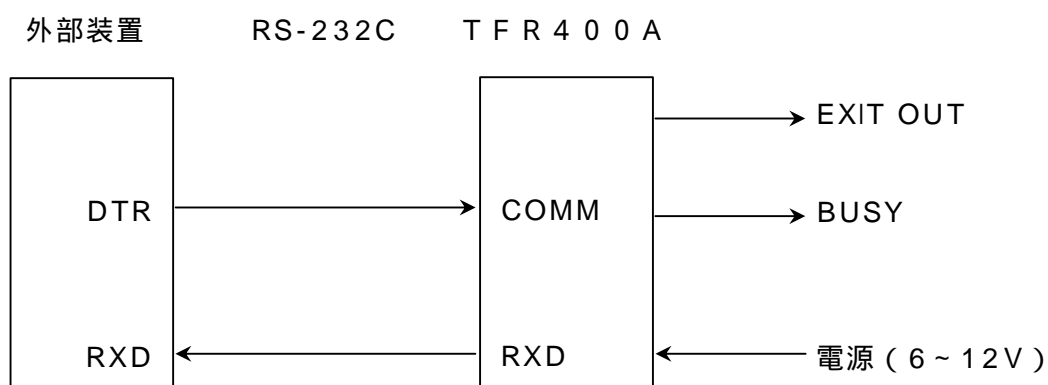 外部装置 RS-232C TFR400A
EXIT OUT
DTR COMM BUSY
RXD RXD 電源(6~12V)